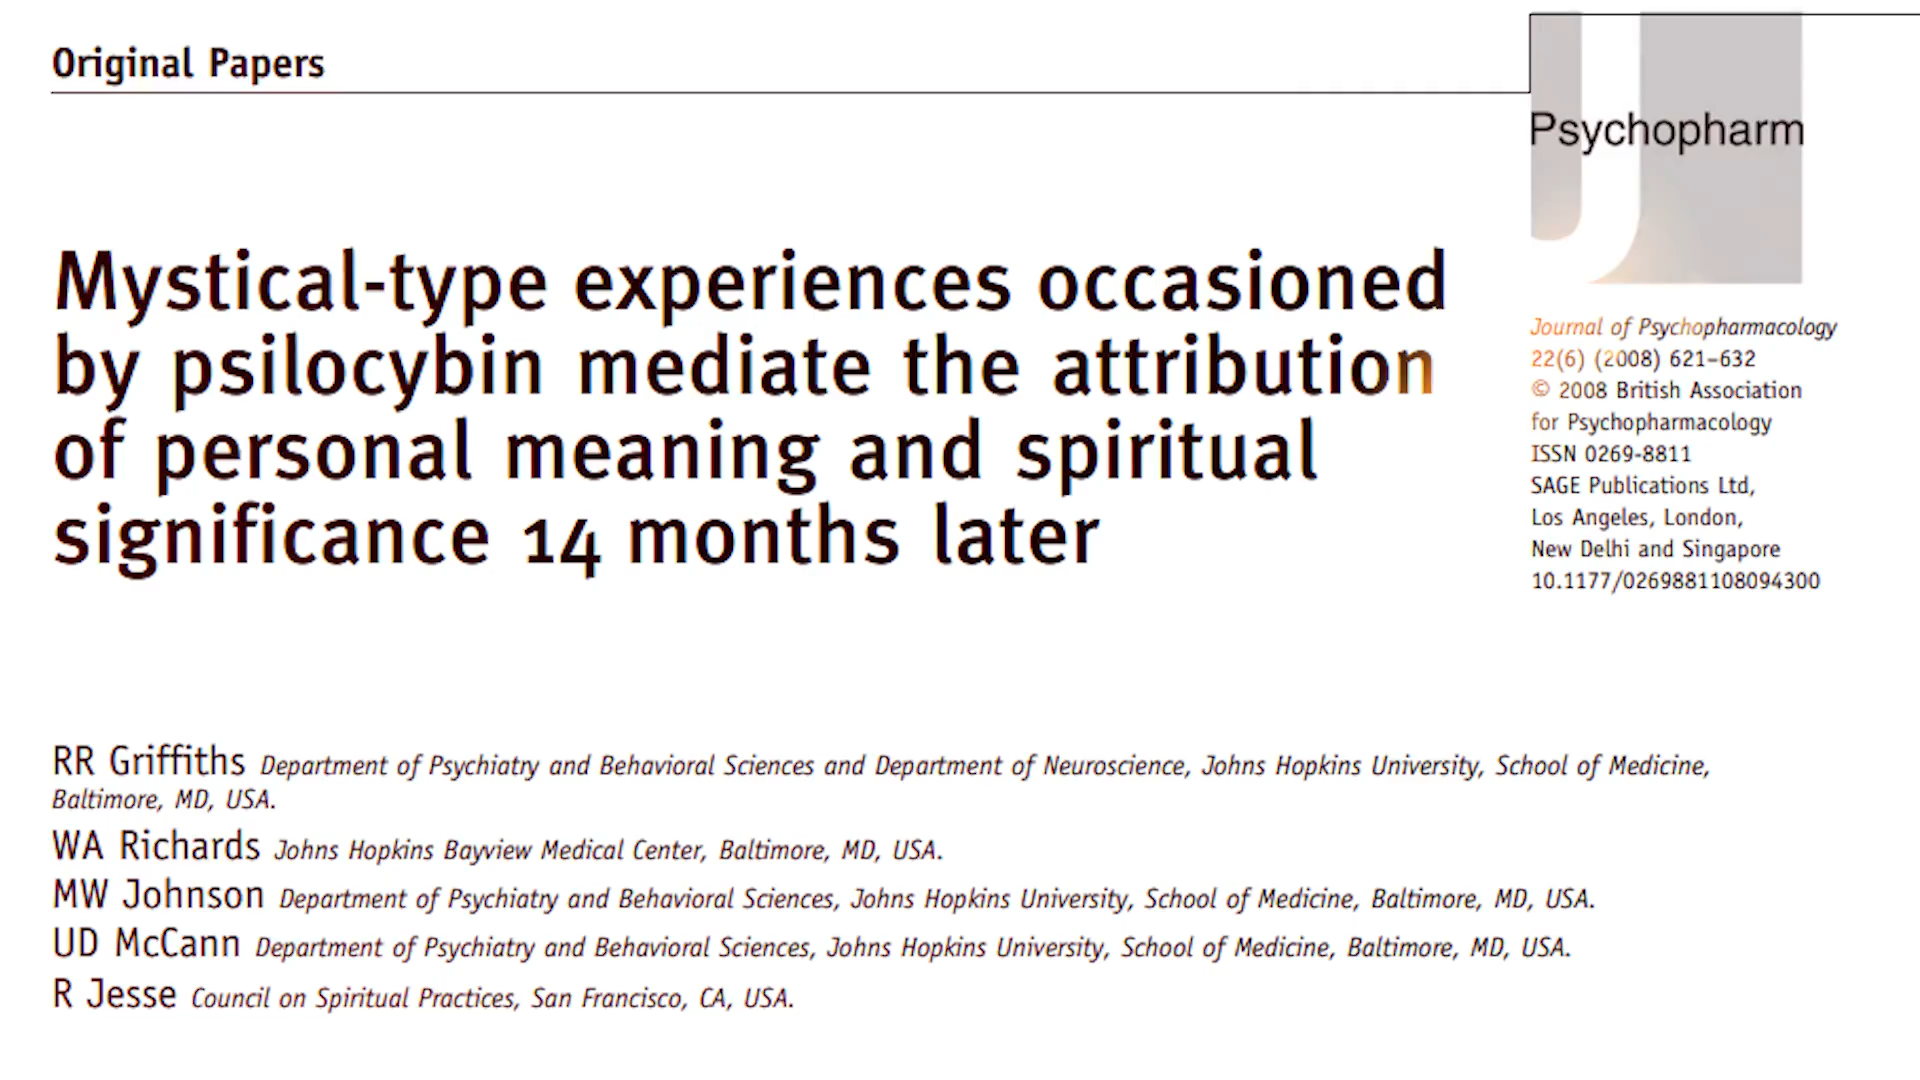 Original Papers
Psychopharm
Mystical-type experiences occasioned
by psilocybin mediate the attribution
of personal meaning and spiritual
significance 14 months later
Journal of Psychopharmacology
22(6) (2008) 621–632
© 2008 British Association
for Psychopharmacology
ISSN 0269-8811
SAGE Publications Ltd,
Los Angeles, London,
New Delhi and Singapore
10.1177/0269881108094300
RR Griffiths Department of Psychiatry and Behavioral Sciences and Department of Neuroscience, Johns Hopkins University, School of Medicine,
Baltimore, MD, USA.
WA Richards Johns Hopkins Bayview Medical Center, Baltimore, MD, USA.
MW Johnson Department of Psychiatry and Behavioral Sciences, Johns Hopkins University, School of Medicine, Baltimore, MD, USA.
UD McCann Department of Psychiatry and Behavioral Sciences, Johns Hopkins University, School of Medicine, Baltimore, MD, USA.
R Jesse Council on Spiritual Practices, San Francisco, CA, USA.